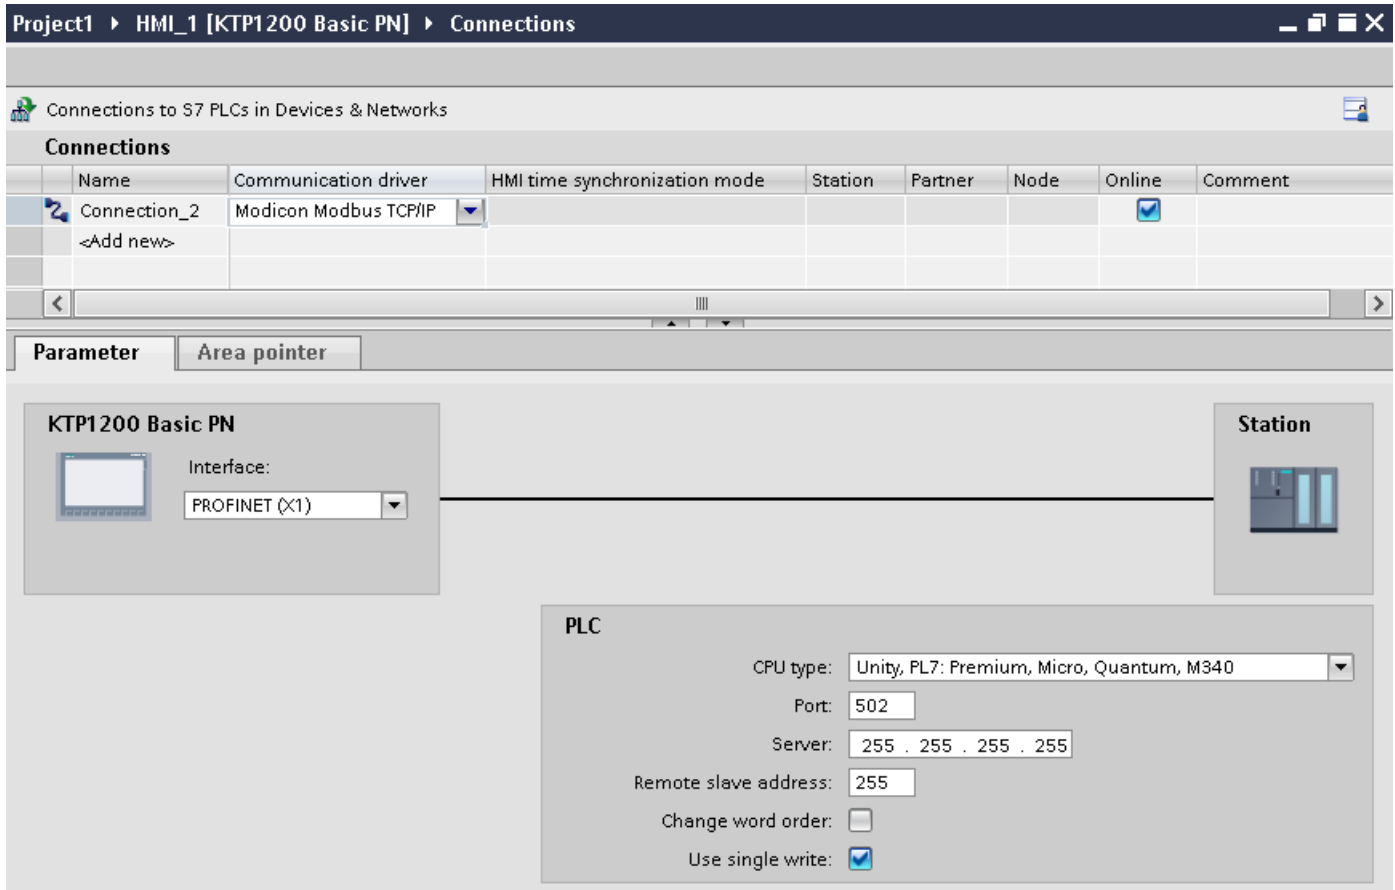 Project1 ▸ HMI_1 [KTP1200 Basic PN] ▸ Connections
Connections to S7 PLCs in Devices & Networks
Connections
Name Communication driver HMI time synchronization mode Station Partner Node Online Comment
Connection_2 Modicon Modbus TCP/IP
<Add new>
Parameter Area pointer
KTP1200 Basic PN
Station
Interface:
PROFINET (X1)
PLC
CPU type: Unity, PL7: Premium, Micro, Quantum, M340
Port: 502
Server: 255 . 255 . 255 . 255
Remote slave address: 255
Change word order:
Use single write: